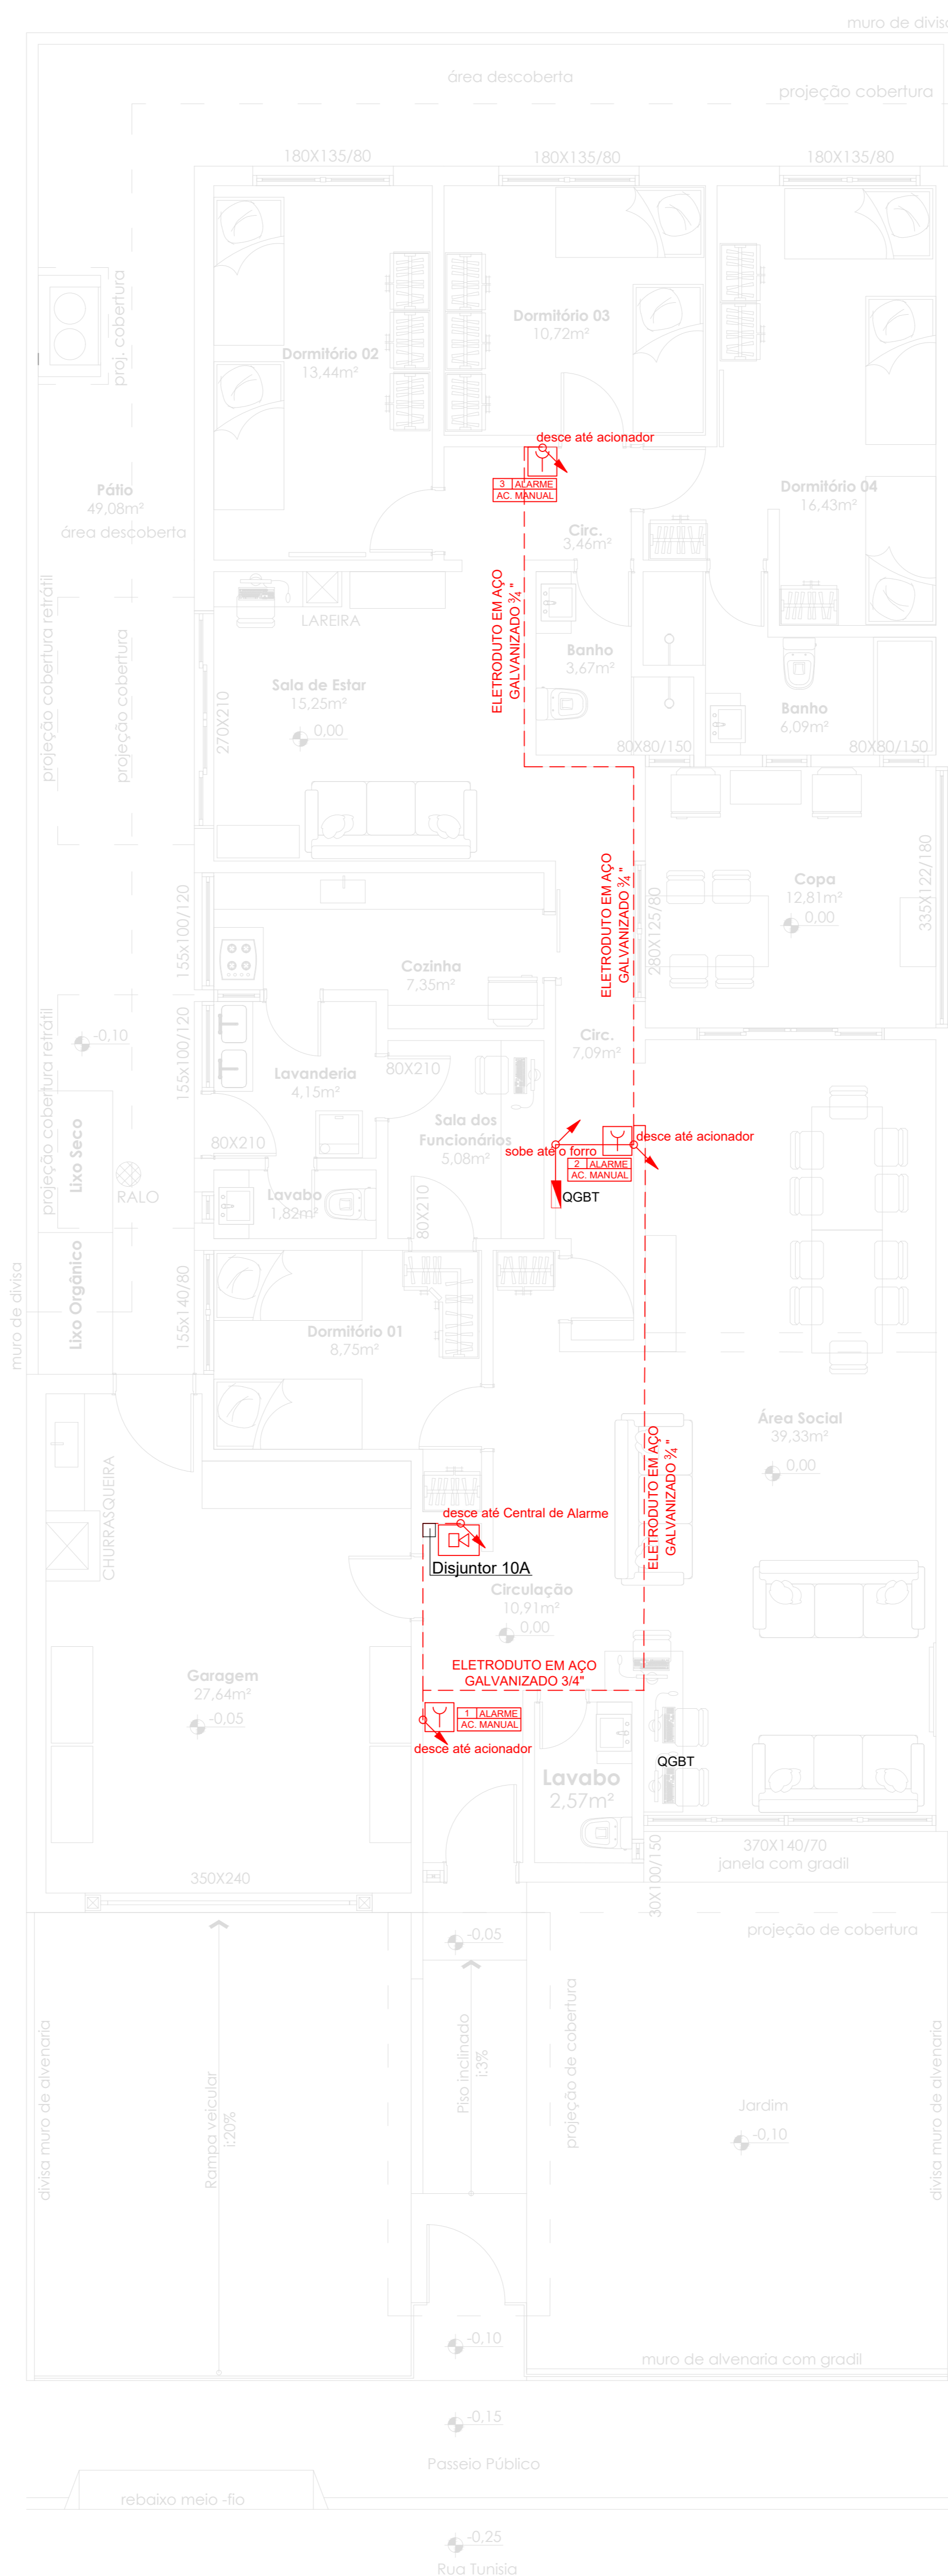 muro de divisa
área descoberta
projeção cobertura
180X135/80
180X135/80
180X135/80
proj. cobertura
Dormitório 03
10,72m²
Dormitório 02
13,44m²
desce até acionador
3 ALARME
AC. MANUAL
Pátio
49,08m²
área descoberta
Dormitório 04
16,43m²
Circ.
3,46m²
projeção cobertura retrátil
projeção cobertura
LAREIRA
ELETRODUTO EM AÇO
GALVANIZADO ¾"
Banho
3,67m²
Sala de Estar
15,25m²
0,00
270X210
Banho
6,09m²
80X80/150
80X80/150
155x100/120
ELETRODUTO EM AÇO
GALVANIZADO ¾"
280X125/80
Copa
12,81m²
0,00
335X122/180
Cozinha
7,35m²
projeção cobertura retrátil
-0,10
155x100/120
Circ.
7,09m²
Lavanderia
4,15m²
80X210
Sala dos
Funcionários
5,08m²
Lixo Seco
80X210
desce até acionador
sobe até o forro
2 ALARME
AC. MANUAL
RALO
Lavabo
1,82m²
80X210
QGBT
muro de divisa
Lixo Orgânico
155x140/80
Dormitório 01
8,75m²
Área Social
39,33m²
0,00
CHURRASQUEIRA
ELETRODUTO EM AÇO
GALVANIZADO ¾"
desce até Central de Alarme
Disjuntor 10A
Circulação
10,91m²
0,00
ELETRODUTO EM AÇO
GALVANIZADO 3/4"
Garagem
27,64m²
-0,05
1 ALARME
AC. MANUAL
desce até acionador
QGBT
Lavabo
2,57m²
350X240
30X100/150
370X140/70
janela com gradil
projeção de cobertura
-0,05
divisa muro de alvenaria
Rampa veicular
i:20%
Piso inclinado
i:3%
projeção de cobertura
Jardim
-0,10
divisa muro de alvenaria
-0,10
muro de alvenaria com gradil
-0,15
Passeio Público
rebaixo meio -fio
-0,25
Rua Tunisia